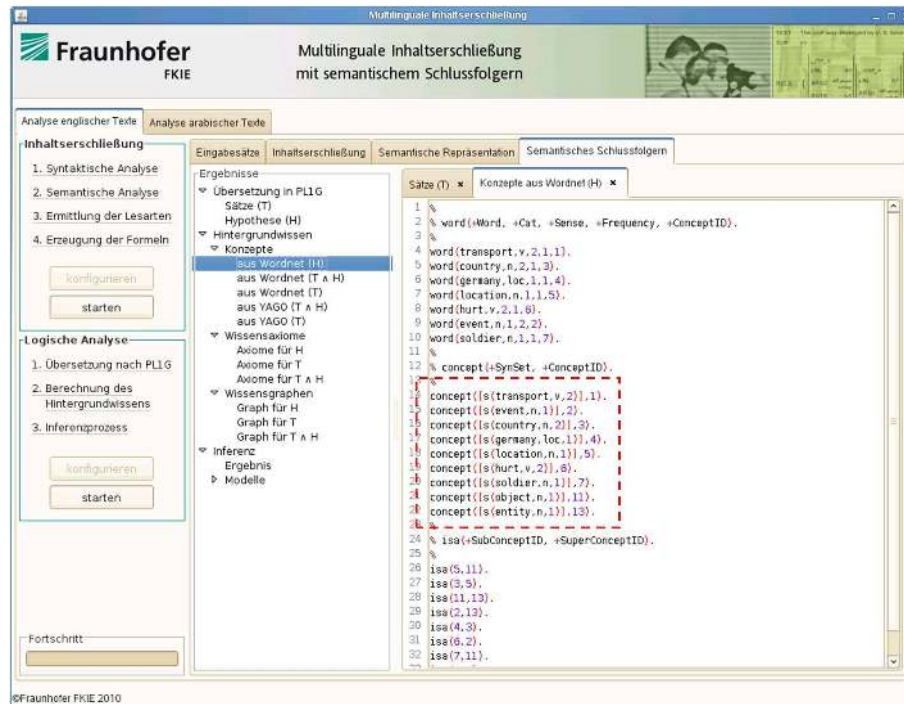 Multilinguale Inhaltserschließung
Fraunhofer
FKIE
Multilinguale Inhaltserschließung
mit semantischem Schlussfolgern
Analyse englischer Texte
Analyse arabischer Texte
Inhaltserschließung
1. Syntaktische Analyse
2. Semantische Analyse
3. Ermittlung der Lesarten
4. Erzeugung der Formeln
konfigurieren
starten
Logische Analyse
1. Übersetzung nach PL1G
2. Berechnung des
Hintergrundwissens
3. Inferenzprozess
konfigurieren
starten
Fortschritt
Eingabesätze
Inhaltserschließung
Semantische Repräsentation
Semantisches Schlussfolgern
Ergebnisse
Übersetzung in PL1G
Sätze (T)
Hypothese (H)
Hintergrundwissen
Konzepte
aus Wordnet (H)
aus Wordnet (T ∧ H)
aus Wordnet (T)
aus YAGO (T ∧ H)
aus YAGO (T)
Wissensaxiome
Axiome für H
Axiome für T
Axiome für T ∧ H
Wissensgraphen
Graph für H
Graph für T
Graph für T ∧ H
Inferenz
Ergebnis
Modelle
Sätze (T)
Konzepte aus Wordnet (H)
1 %
2 % word(+Word, +Cat, +Sense, +Frequency, +ConceptID).
3 %
4 word(transport,v,2,1,1).
5 word(country,n,2,1,3).
6 word(germany,loc,1,1,4).
7 word(location,n,1,1,5).
8 word(hurt,v,2,1,6).
9 word(event,n,1,2,2).
10 word(soldier,n,1,1,7).
11 %
12 % concept(+SynSet, +ConceptID).
13 %
14 concept([s(transport,v,2)],1).
15 concept([s(event,n,1)],2).
16 concept([s(country,n,2)],3).
17 concept([s(germany,loc,1)],4).
18 concept([s(location,n,1)],5).
19 concept([s(hurt,v,2)],6).
20 concept([s(soldier,n,1)],7).
21 concept([s(object,n,1)],11).
22 concept([s(entity,n,1)],13).
23 %
24 % isa(+SubConceptID, +SuperConceptID).
25 %
26 isa(5,11).
27 isa(3,5).
28 isa(11,13).
29 isa(2,13).
30 isa(4,3).
31 isa(6,2).
32 isa(7,11).
©Fraunhofer FKIE 2010